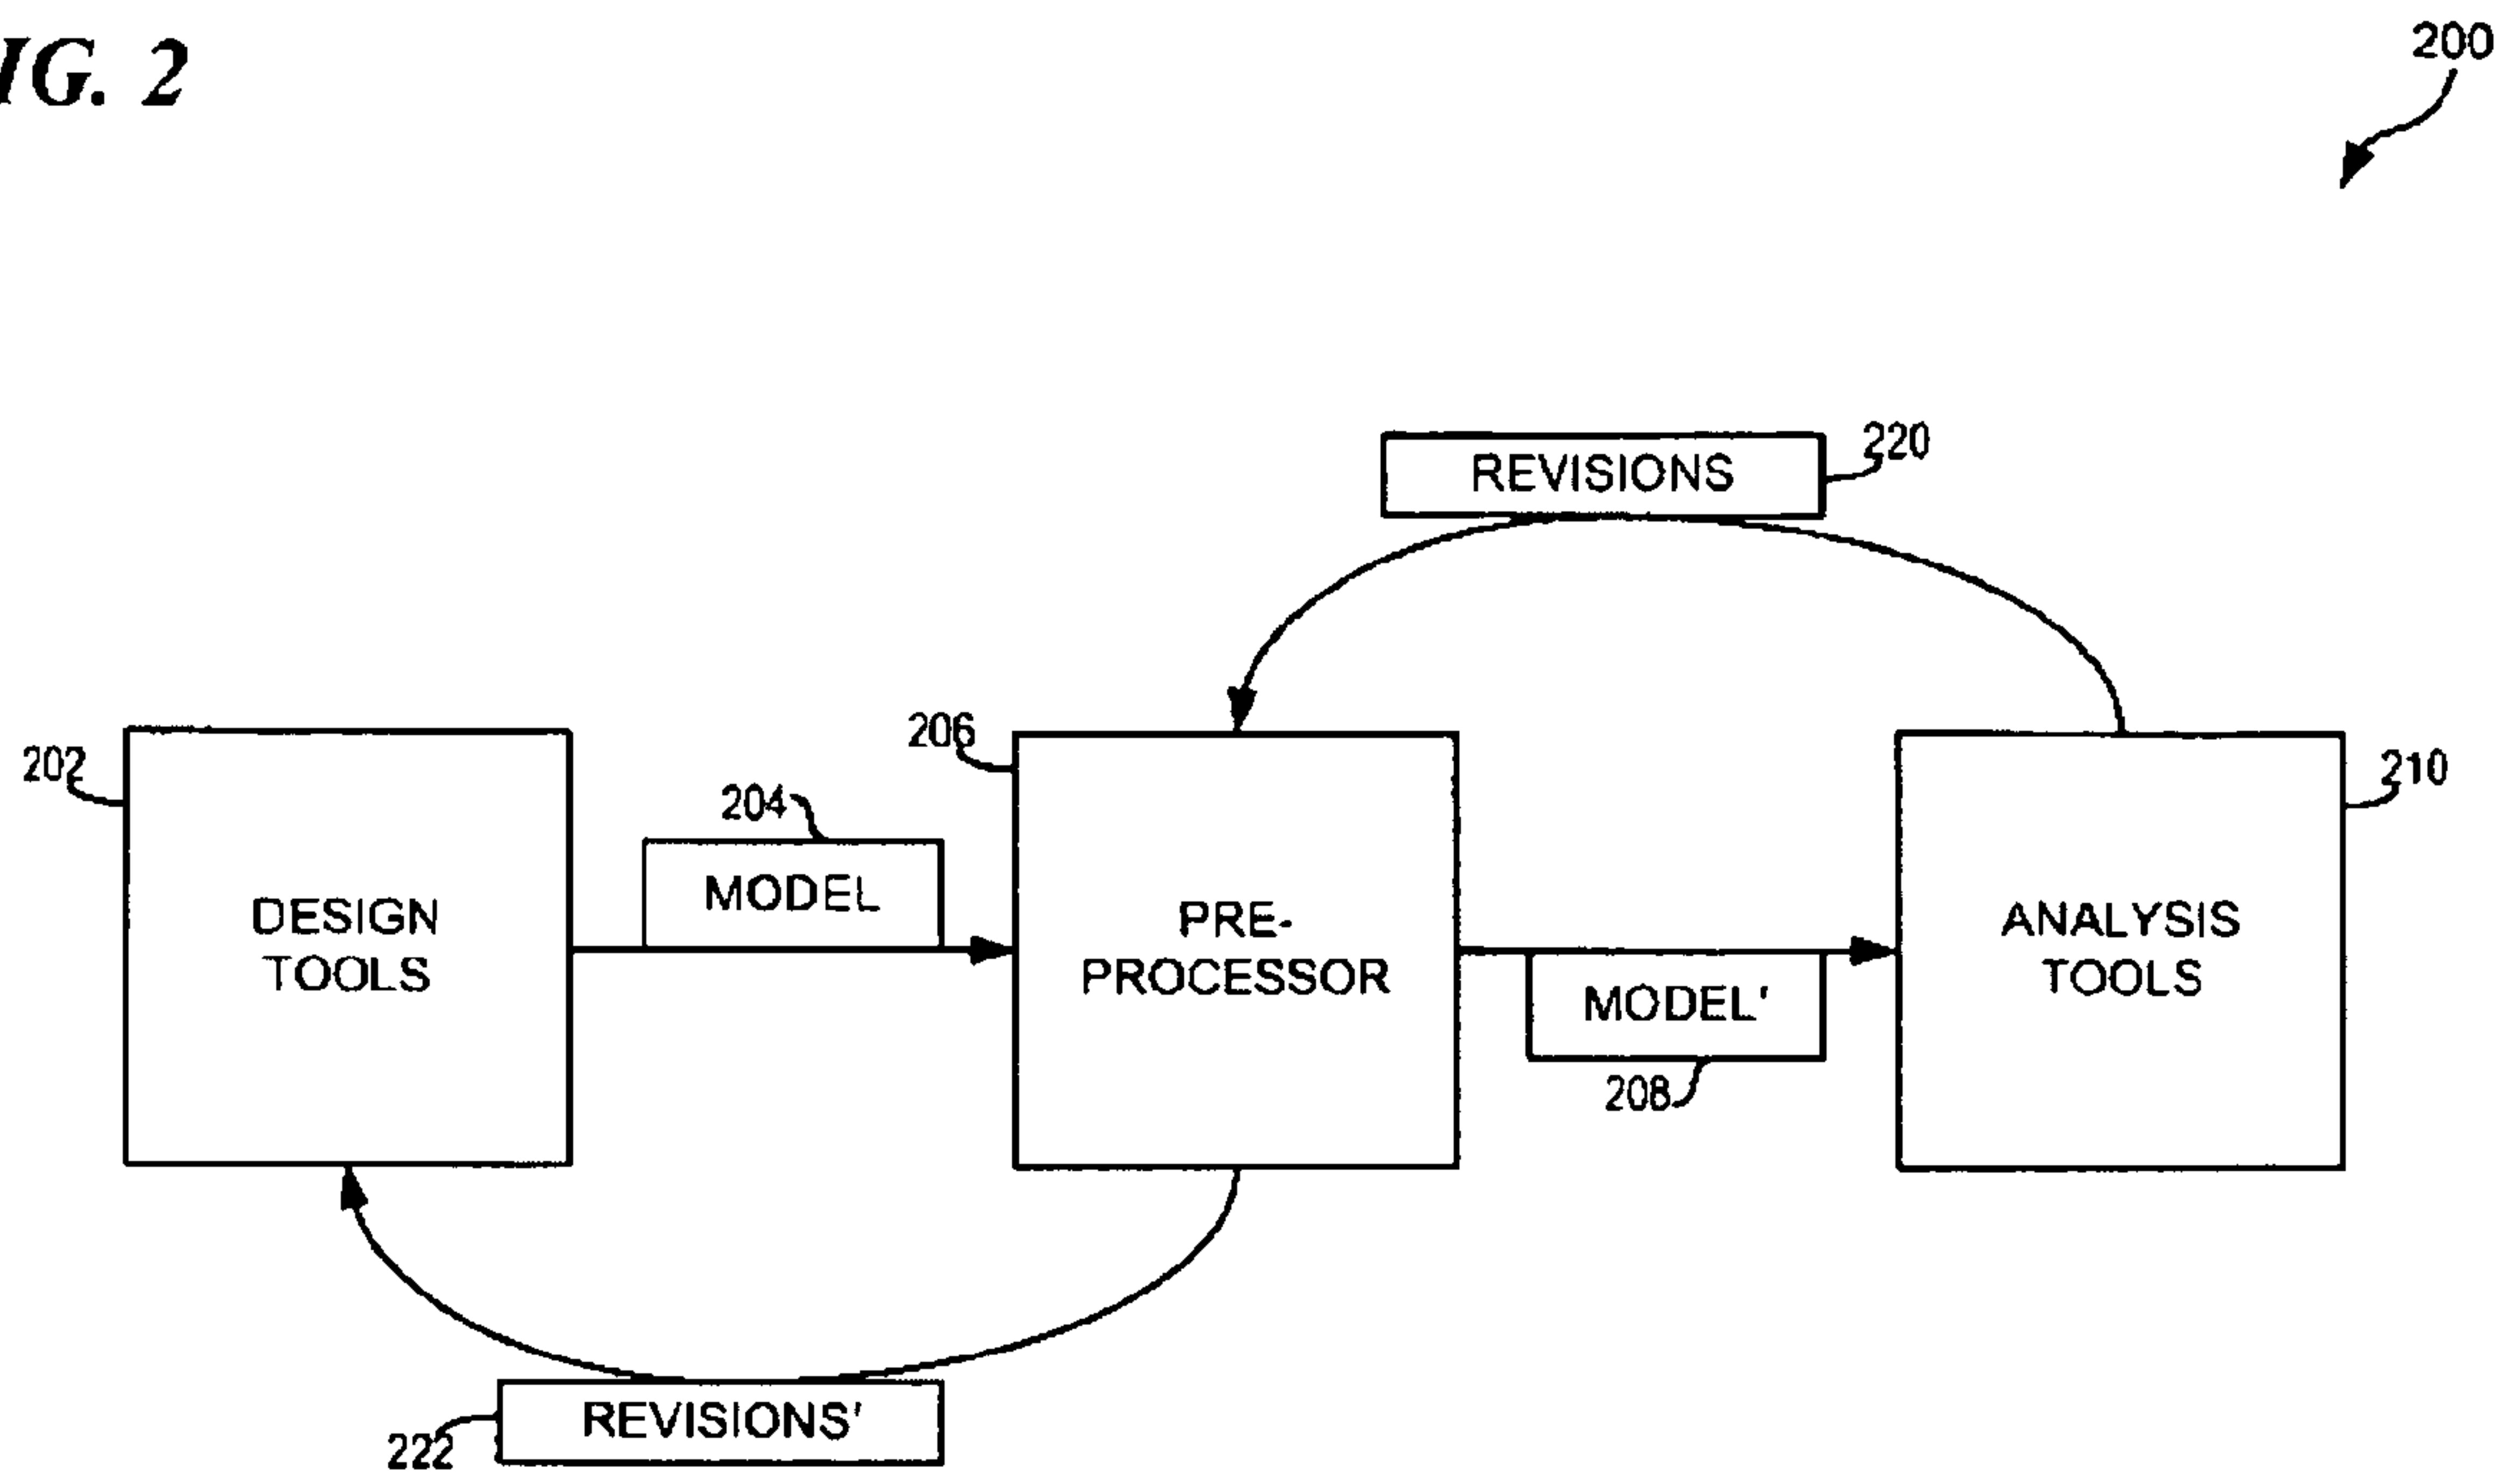 IG. 2
200
REVISIONS
220
202
206
210
204
MODEL
DESIGN
TOOLS
PRE-
PROCESSOR
ANALYSIS
TOOLS
MODEL'
208
REVISIONS'
222